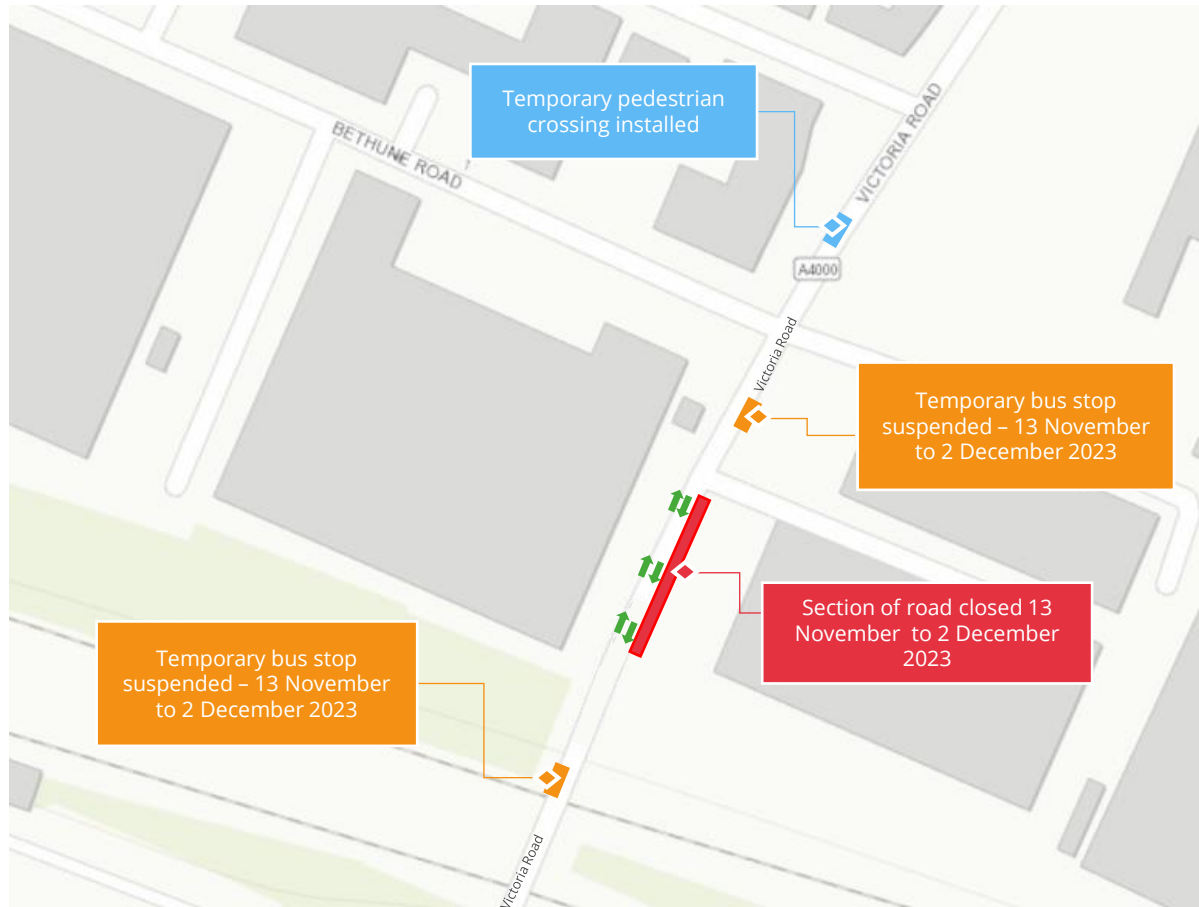 Temporary pedestrian
crossing installed
BETHUNE ROAD
VICTORIA ROAD
A4000
Victoria Road
Temporary bus stop
suspended – 13 November
to 2 December 2023
Section of road closed 13
November  to 2 December
2023
Temporary bus stop
suspended – 13 November
to 2 December 2023
Victoria Road